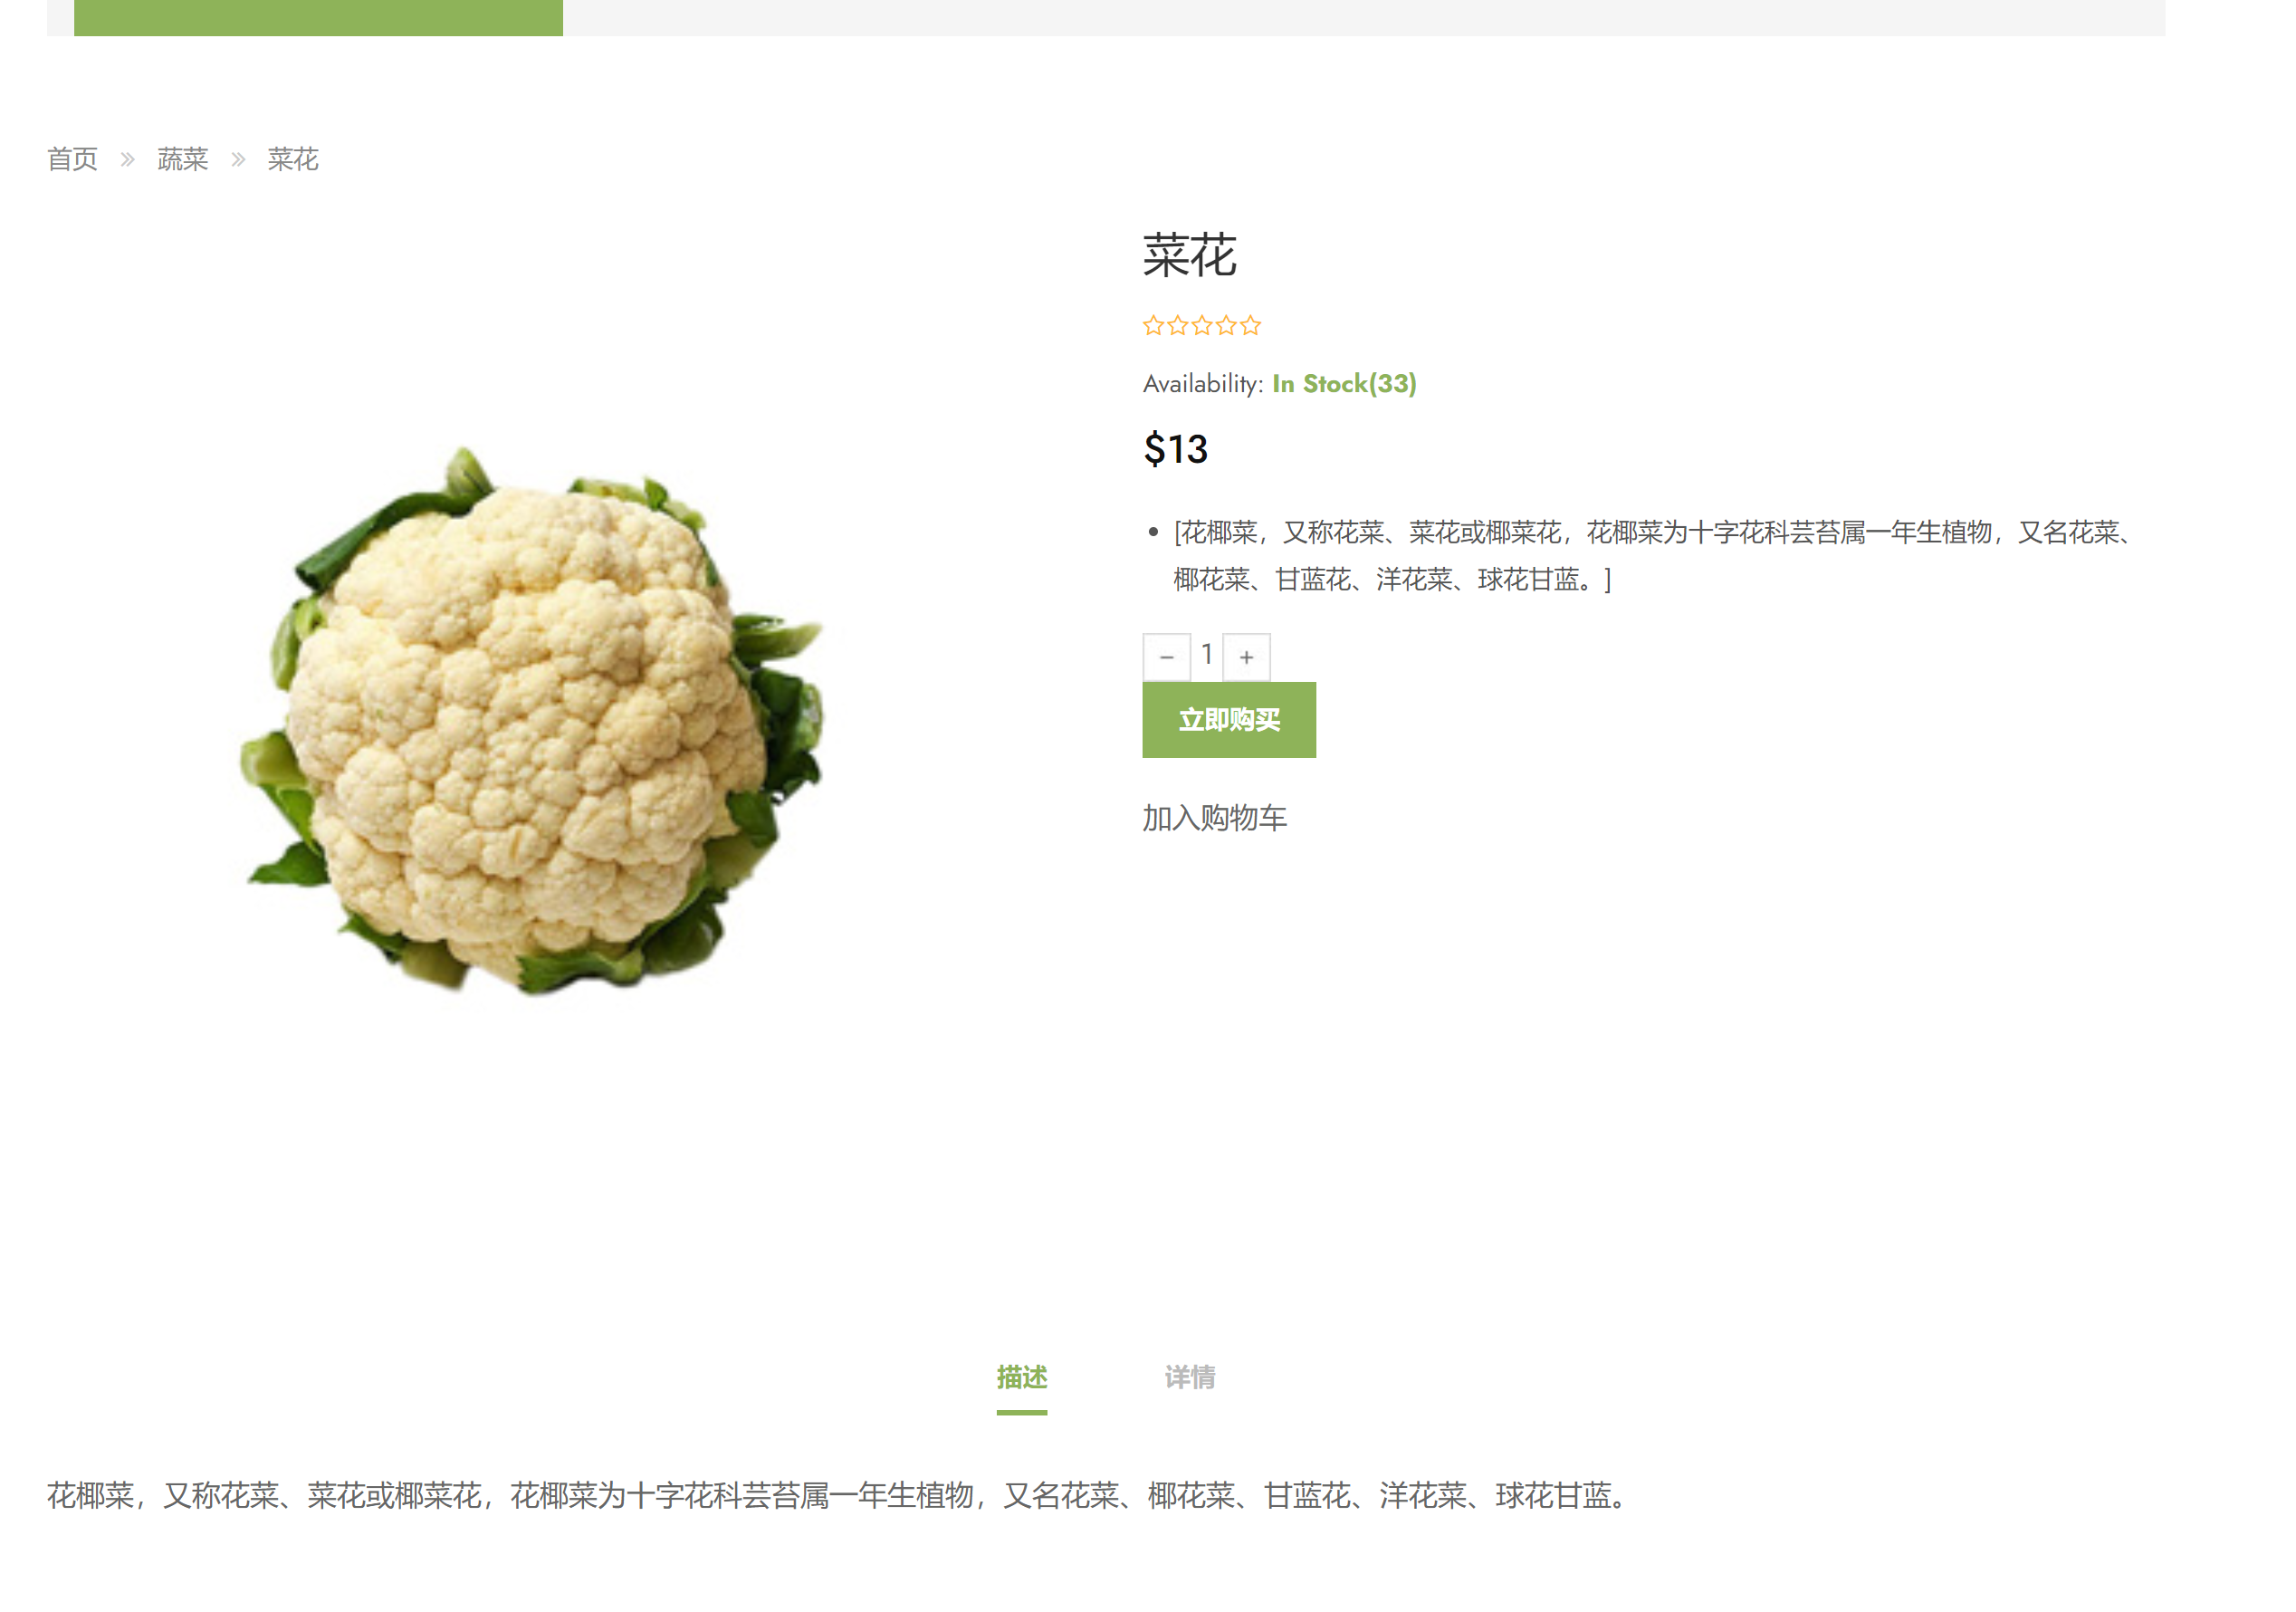 首页 » 蔬菜 » 菜花
菜花
Availability: In Stock(33)
$13
[花椰菜，又称花菜、菜花或椰菜花，花椰菜为十字花科芸苔属一年生植物，又名花菜、
椰花菜、甘蓝花、洋花菜、球花甘蓝。]
− 1 +
立即购买
加入购物车
描述 详情
花椰菜，又称花菜、菜花或椰菜花，花椰菜为十字花科芸苔属一年生植物，又名花菜、椰花菜、甘蓝花、洋花菜、球花甘蓝。